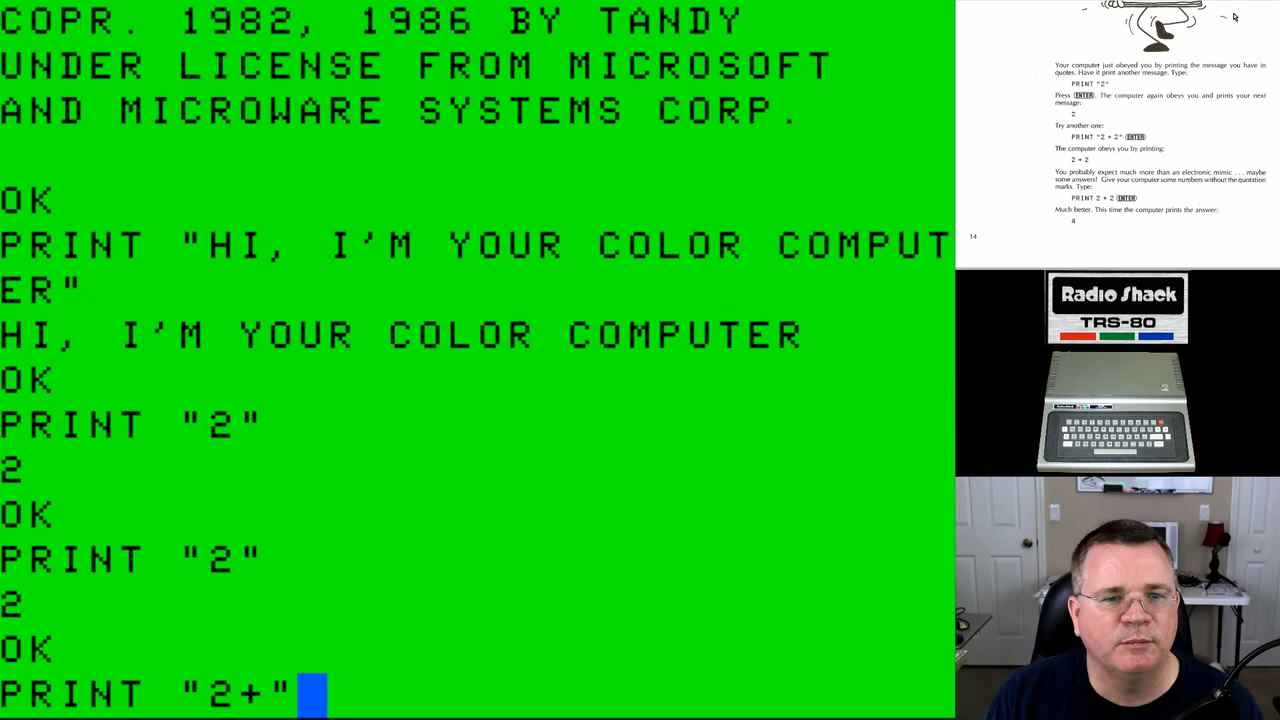 COPR. 1982, 1986 BY TANDY
UNDER LICENSE FROM MICROSOFT
AND MICROWARE SYSTEMS CORP.
OK
PRINT "HI, I'M YOUR COLOR COMPUT
ER"
HI, I'M YOUR COLOR COMPUTER
OK
PRINT "2"
2
OK
PRINT "2"
2
OK
PRINT "2+"
Your computer just obeyed you by printing the message you have in
quotes. Have it print another message. Type:
PRINT "2"
Press ENTER. The computer again obeys you and prints your next
message:
2
Try another one:
PRINT "2 + 2" ENTER
The computer obeys you by printing:
2 + 2
You probably expect much more than an electronic mimic . . . maybe
some answers! Give your computer some numbers without the quotation
marks. Type:
PRINT 2 + 2 ENTER
Much better. This time the computer prints the answer:
4
14
Radio Shack
TRS-80